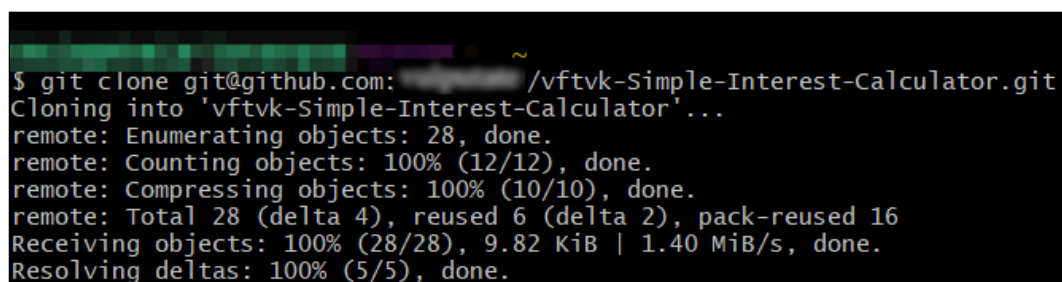 ~
$ git clone git@github.com: /vftvk-Simple-Interest-Calculator.git
Cloning into 'vftvk-Simple-Interest-Calculator'...
remote: Enumerating objects: 28, done.
remote: Counting objects: 100% (12/12), done.
remote: Compressing objects: 100% (10/10), done.
remote: Total 28 (delta 4), reused 6 (delta 2), pack-reused 16
Receiving objects: 100% (28/28), 9.82 KiB | 1.40 MiB/s, done.
Resolving deltas: 100% (5/5), done.